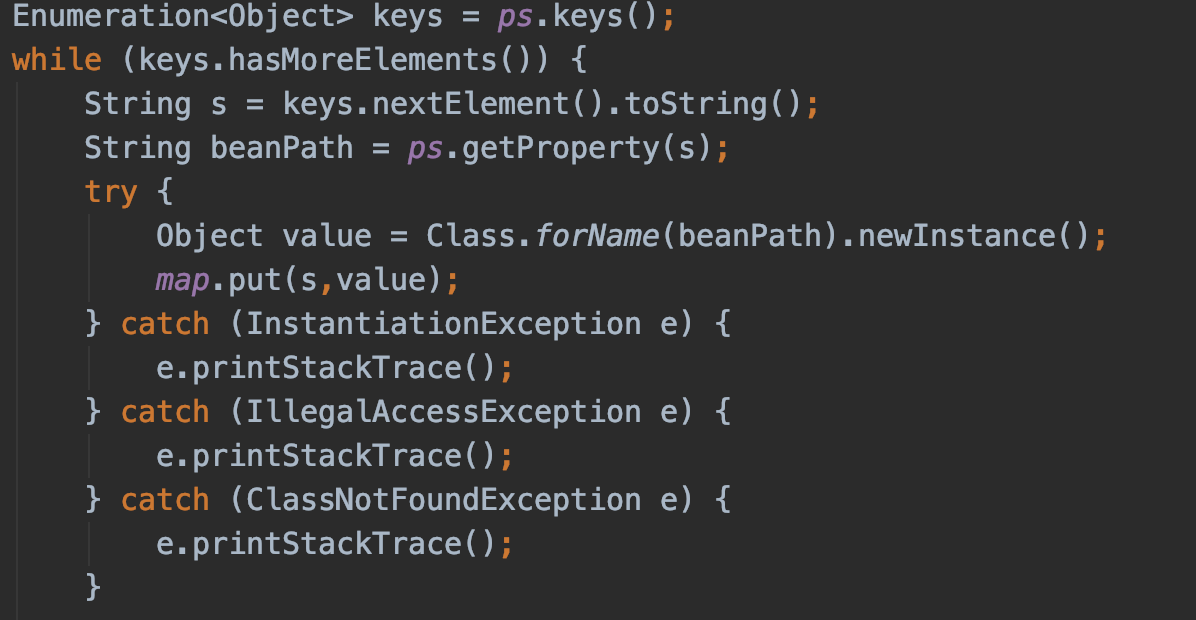 Enumeration<Object> keys = ps.keys();
while (keys.hasMoreElements()) {
    String s = keys.nextElement().toString();
    String beanPath = ps.getProperty(s);
    try {
        Object value = Class.forName(beanPath).newInstance();
        map.put(s,value);
    } catch (InstantiationException e) {
        e.printStackTrace();
    } catch (IllegalAccessException e) {
        e.printStackTrace();
    } catch (ClassNotFoundException e) {
        e.printStackTrace();
    }